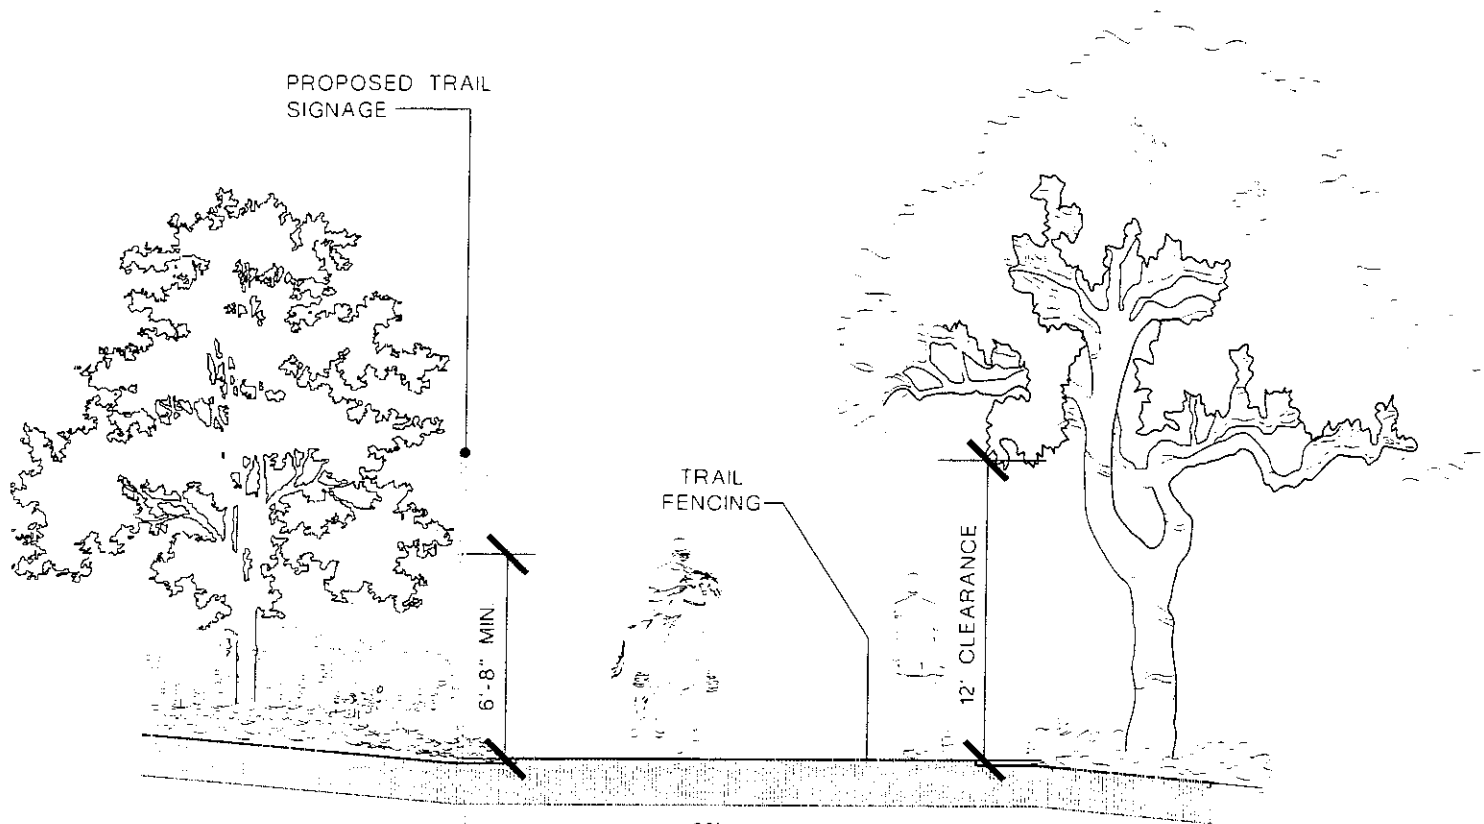 PROPOSED TRAIL
SIGNAGE
TRAIL
FENCING
6'-8" MIN.
12' CLEARANCE